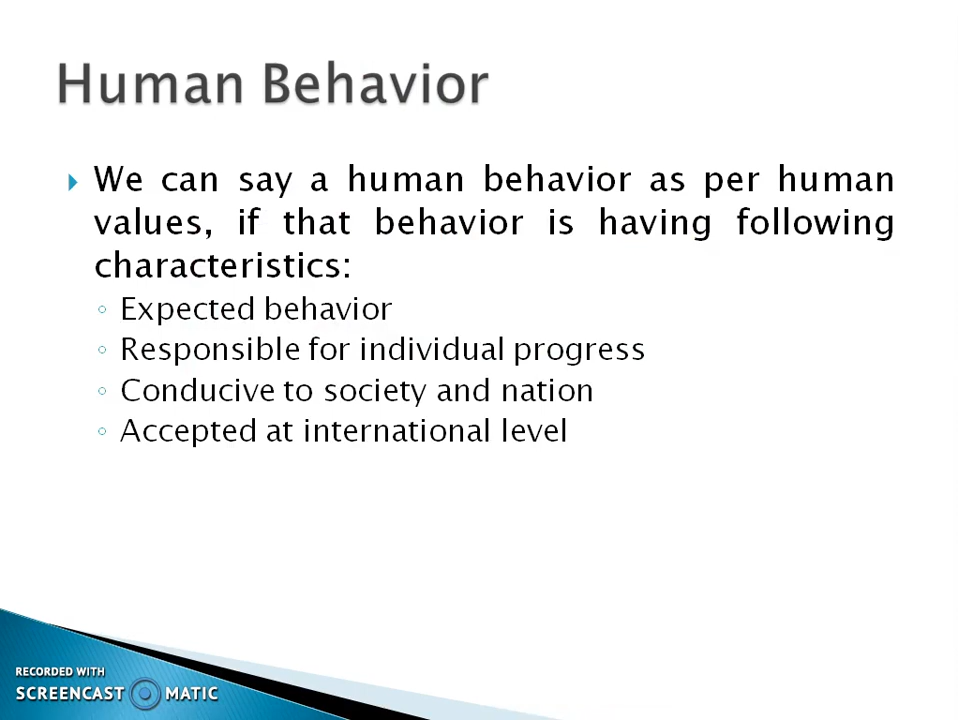 Human Behavior
We can say a human behavior as per human
values, if that behavior is having following
characteristics:
Expected behavior
Responsible for individual progress
Conducive to society and nation
Accepted at international level
RECORDED WITH
SCREENCAST MATIC